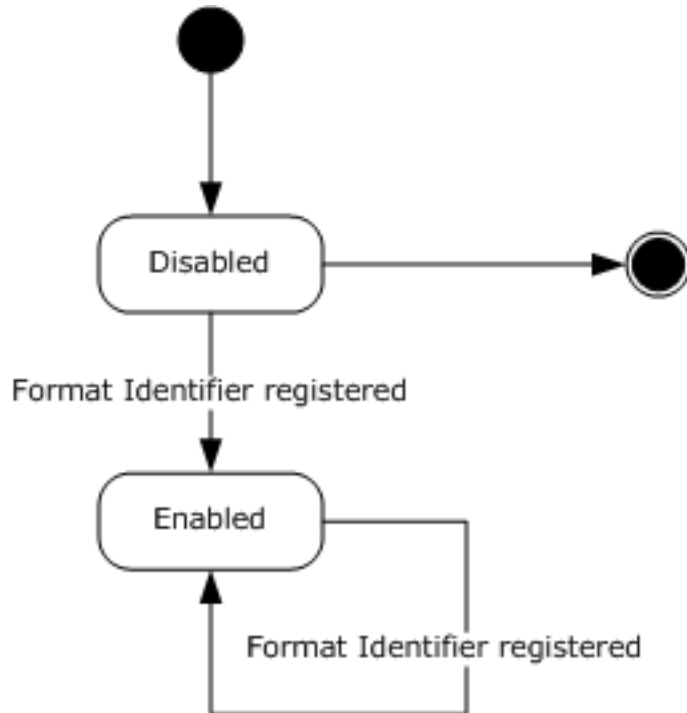 Disabled
Format Identifier registered
Enabled
Format Identifier registered